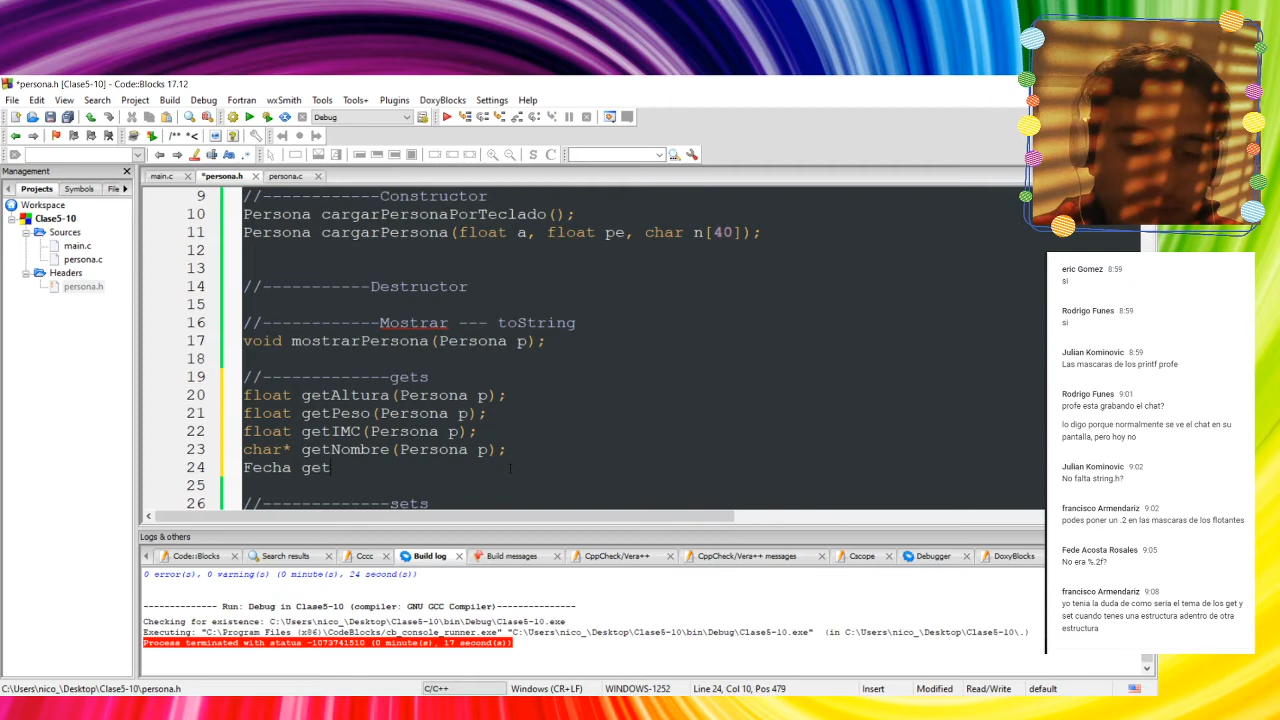 *persona.h [Clase5-10] - Code::Blocks 17.12
File Edit View Search Project Build Debug Fortran wxSmith Tools Tools+ Plugins DoxyBlocks Settings Help
Debug
/** *<
Aa .*
S C
Management
main.c *persona.h persona.c
Projects Symbols File
Workspace
Clase5-10
Sources
main.c
persona.c
Headers
persona.h
9 //------------Constructor
10 Persona cargarPersonaPorTeclado();
11 Persona cargarPersona(float a, float pe, char n[40]);
12
13
14 //-----------Destructor
15
16 //------------Mostrar --- toString
17 void mostrarPersona(Persona p);
18
19 //-------------gets
20 float getAltura(Persona p);
21 float getPeso(Persona p);
22 float getIMC(Persona p);
23 char* getNombre(Persona p);
24 Fecha get
25
26 //-------------sets
Logs & others
Code::Blocks Search results Cccc Build log Build messages CppCheck/Vera++ CppCheck/Vera++ messages Cscope Debugger DoxyBlocks
0 error(s), 0 warning(s) (0 minute(s), 24 second(s))
-------------- Run: Debug in Clase5-10 (compiler: GNU GCC Compiler)---------------
Checking for existence: C:\Users\nico_\Desktop\Clase5-10\bin\Debug\Clase5-10.exe
Executing: "C:\Program Files (x86)\CodeBlocks/cb_console_runner.exe" "C:\Users\nico_\Desktop\Clase5-10\bin\Debug\Clase5-10.exe"  (in C:\Users\nico_\Desktop\Clase5-10\.)
Process terminated with status -1073741510 (0 minute(s), 17 second(s))
C:\Users\nico_\Desktop\Clase5-10\persona.h C/C++ Windows (CR+LF) WINDOWS-1252 Line 24, Col 10, Pos 479 Insert Modified Read/Write default
eric Gomez 8:59
si
Rodrigo Funes 8:59
si
Julian Kominovic 8:59
Las mascaras de los printf profe
Rodrigo Funes 9:01
profe esta grabando el chat?
lo digo porque normalmente se ve el chat en su
pantalla, pero hoy no
Julian Kominovic 9:02
No falta string.h?
francisco Armendariz 9:02
podes poner un .2 en las mascaras de los flotantes
Fede Acosta Rosales 9:05
No era %.2f?
francisco Armendariz 9:08
yo tenia la duda de como seria el tema de los get y
set cuando tenes una estructura adentro de otra
estructura